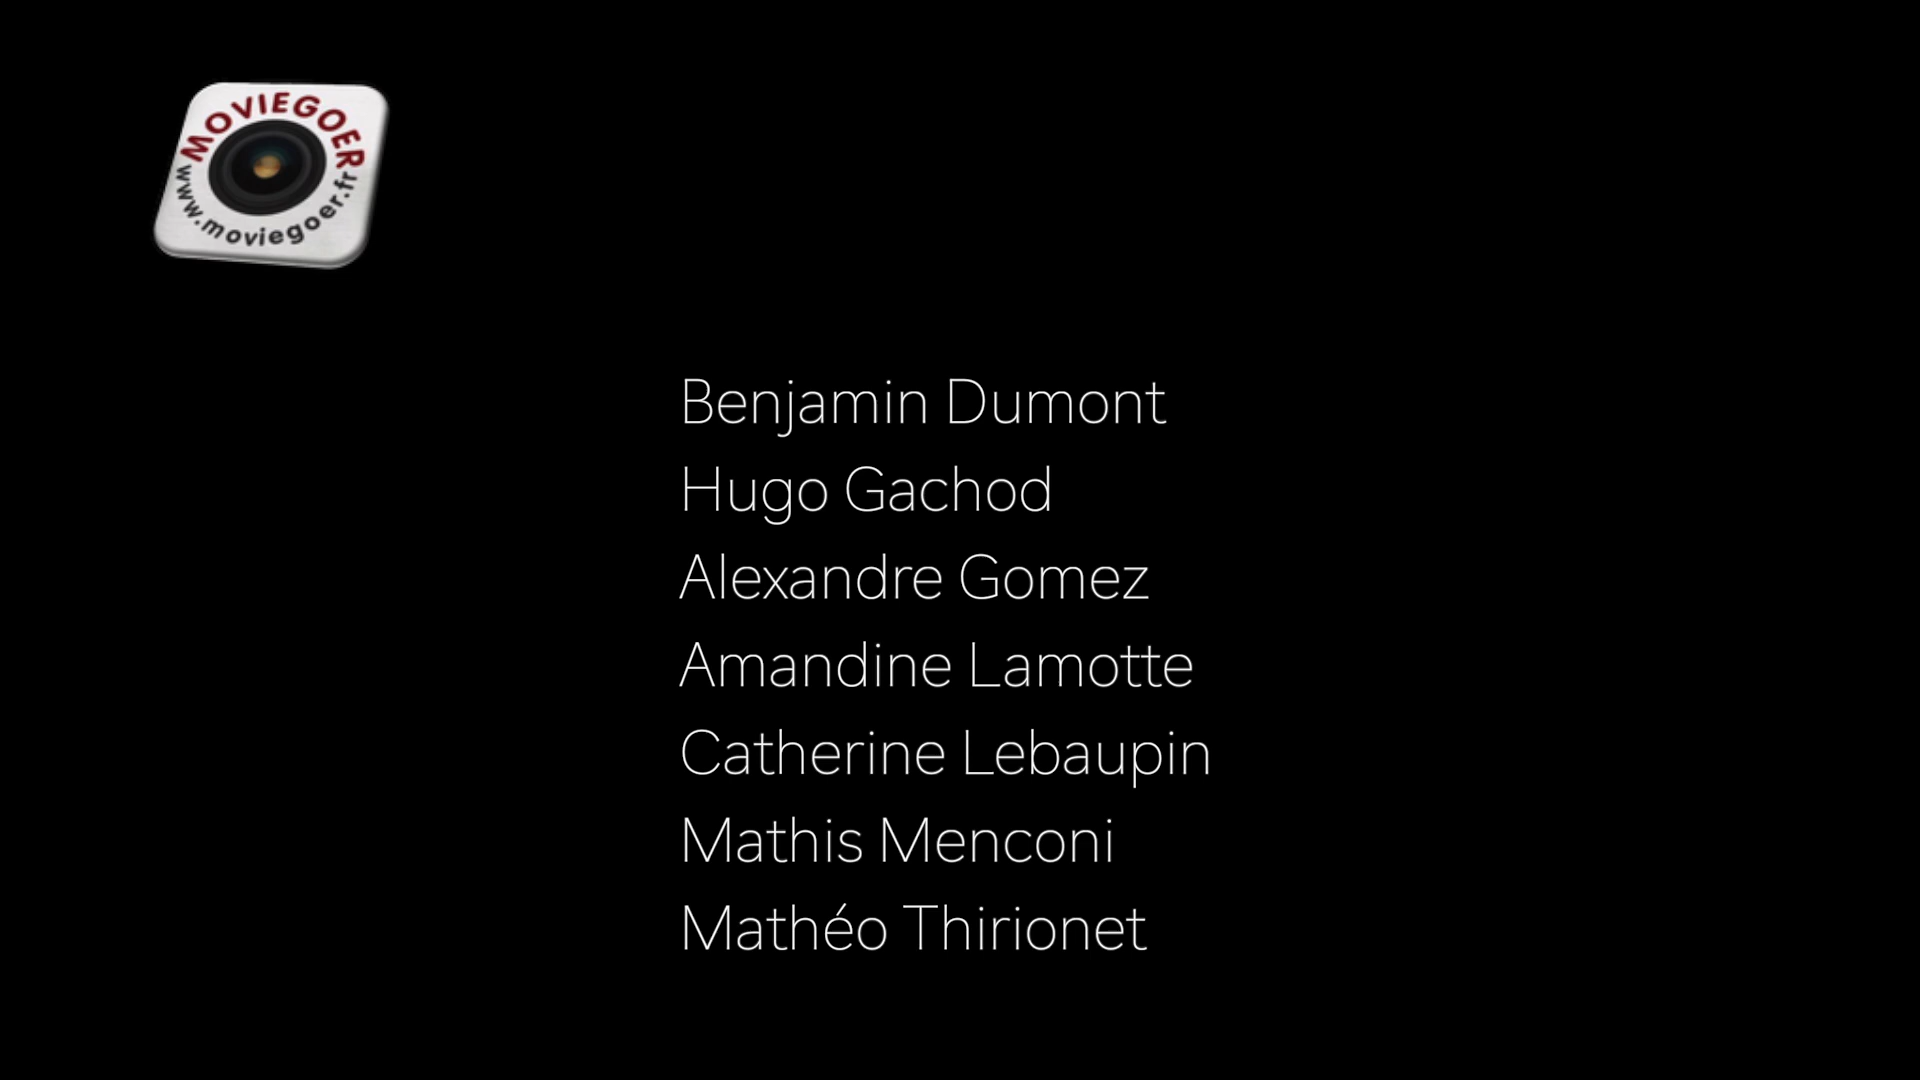 MOVIEGOER
www.moviegoer.fr
Benjamin Dumont
Hugo Gachod
Alexandre Gomez
Amandine Lamotte
Catherine Lebaupin
Mathis Menconi
Mathéo Thirionet